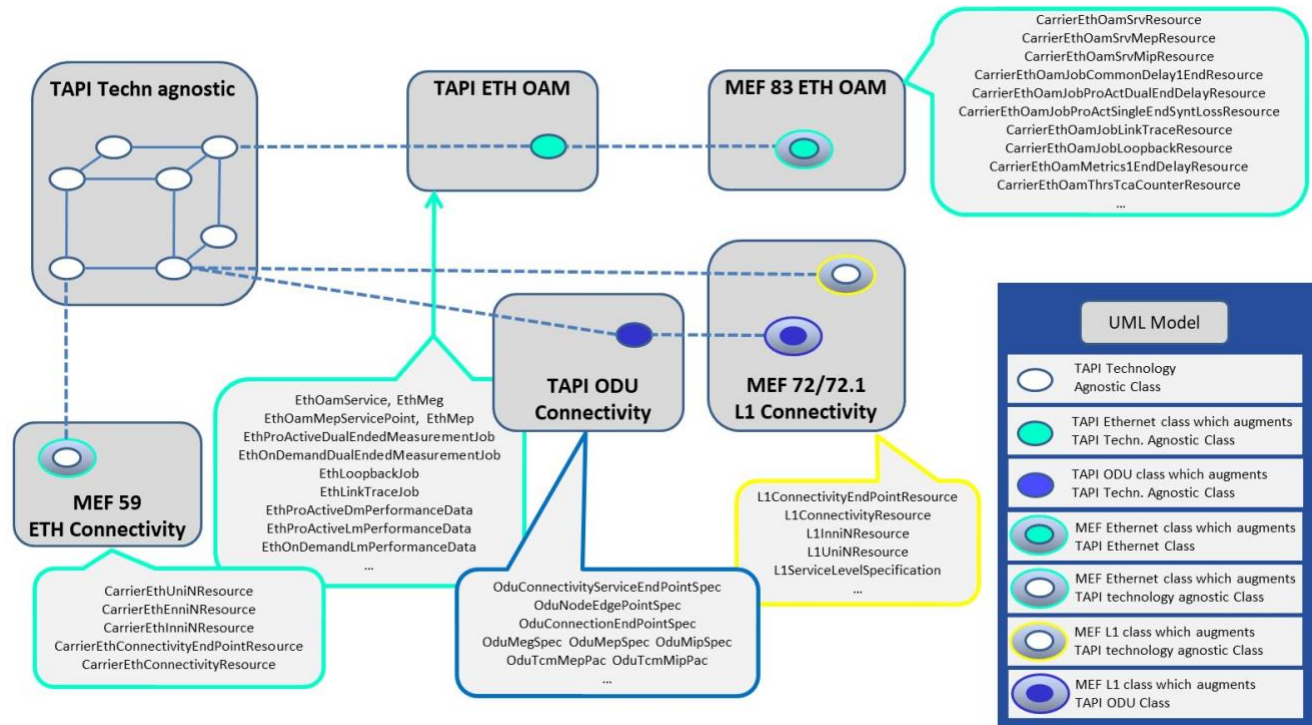 TAPI Techn agnostic
TAPI ETH OAM
MEF 83 ETH OAM
CarrierEthOamSrvResource
CarrierEthOamSrvMepResource
CarrierEthOamSrvMipResource
CarrierEthOamJobCommonDelay1EndResource
CarrierEthOamJobProActDualEndDelayResource
CarrierEthOamJobProActSingleEndSyntLossResource
CarrierEthOamJobLinkTraceResource
CarrierEthOamJobLoopbackResource
CarrierEthOamMetrics1EndDelayResource
CarrierEthOamThrsTcaCounterResource
...
TAPI ODU
Connectivity
MEF 72/72.1
L1 Connectivity
MEF 59
ETH Connectivity
EthOamService, EthMeg
EthOamMepServicePoint, EthMep
EthProActiveDualEndedMeasurementJob
EthOnDemandDualEndedMeasurementJob
EthLoopbackJob
EthLinkTraceJob
EthProActiveDmPerformanceData
EthProActiveLmPerformanceData
EthOnDemandLmPerformanceData
...
L1ConnectivityEndPointResource
L1ConnectivityResource
L1InniNResource
L1UniNResource
L1ServiceLevelSpecification
...
CarrierEthUniNResource
CarrierEthEnniNResource
CarrierEthInniNResource
CarrierEthConnectivityEndPointResource
CarrierEthConnectivityResource
OduConnectivityServiceEndPointSpec
OduNodeEdgePointSpec
OduConnectionEndPointSpec
OduMegSpec OduMepSpec OduMipSpec
OduTcmMepPac OduTcmMipPac
...
UML Model
TAPI Technology
Agnostic Class
TAPI Ethernet class which augments
TAPI Techn. Agnostic Class
TAPI ODU class which augments
TAPI Techn. Agnostic Class
MEF Ethernet class which augments
TAPI Ethernet Class
MEF Ethernet class which augments
TAPI technology agnostic Class
MEF L1 class which augments
TAPI technology agnostic Class
MEF L1 class which augments
TAPI ODU Class